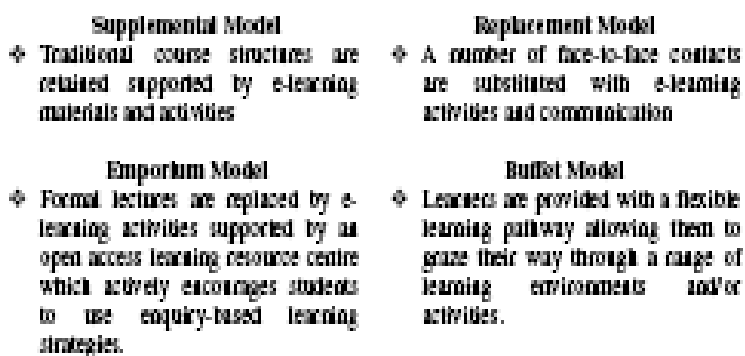 Supplemental Model
❖ Traditional course structures are
retained supported by e-learning
materials and activities
Replacement Model
❖ A number of face-to-face contacts
are substituted with e-learning
activities and communication
Emporium Model
❖ Formal lectures are replaced by e-
learning activities supported by an
open access learning resource centre
which actively encourages students
to use enquiry-based learning
strategies.
Buffet Model
❖ Learners are provided with a flexible
learning pathway allowing them to
graze their way through a range of
learning environments and/or
activities.